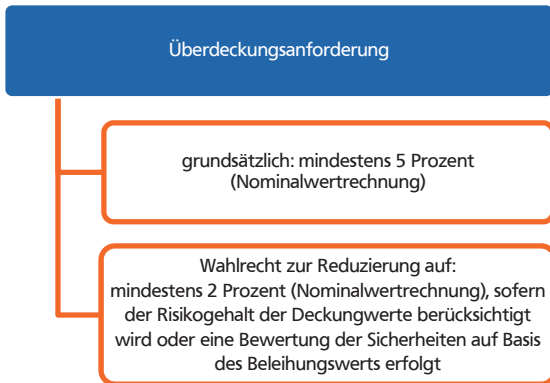 Überdeckungsanforderung
grundsätzlich: mindestens 5 Prozent
(Nominalwertrechnung)
Wahlrecht zur Reduzierung auf:
mindestens 2 Prozent (Nominalwertrechnung), sofern
der Risikogehalt der Deckungwerte berücksichtigt
wird oder eine Bewertung der Sicherheiten auf Basis
des Beleihungswerts erfolgt